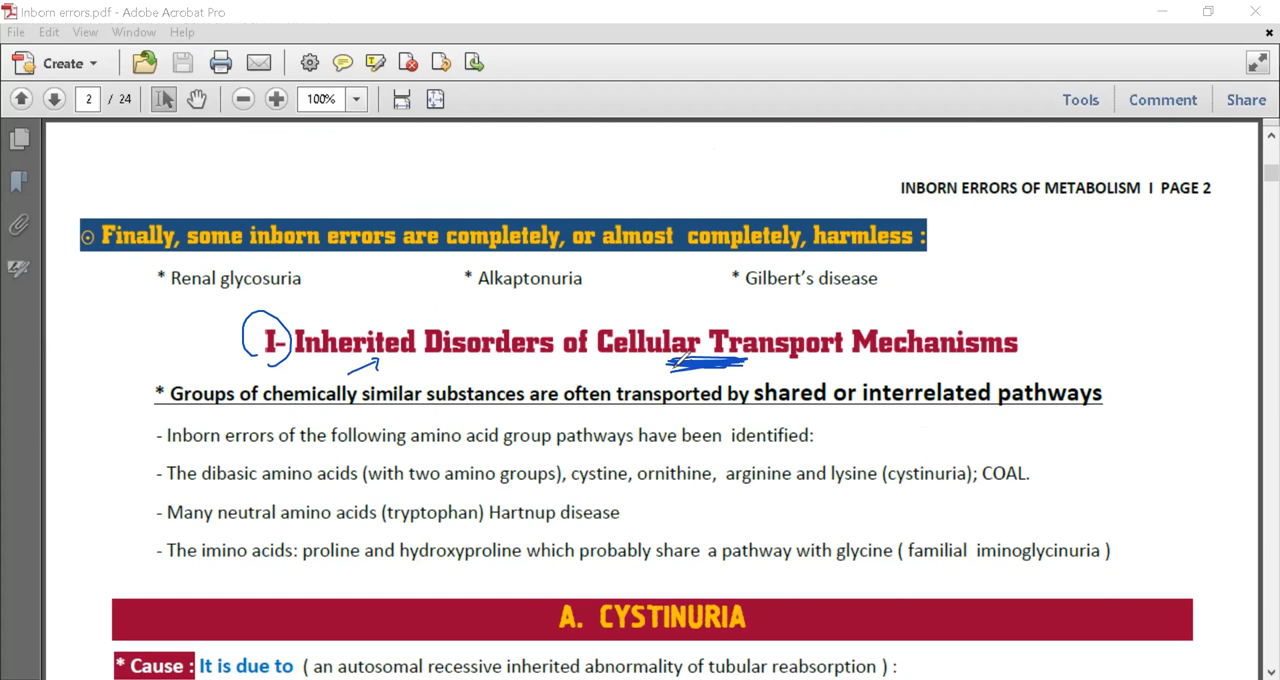 Inborn errors.pdf - Adobe Acrobat Pro
File Edit View Window Help
Create
2 / 24 100% Tools Comment Share
INBORN ERRORS OF METABOLISM I PAGE 2
⊙ Finally, some inborn errors are completely, or almost completely, harmless :
* Renal glycosuria * Alkaptonuria * Gilbert’s disease
I- Inherited Disorders of Cellular Transport Mechanisms
* Groups of chemically similar substances are often transported by shared or interrelated pathways
- Inborn errors of the following amino acid group pathways have been identified:
- The dibasic amino acids (with two amino groups), cystine, ornithine, arginine and lysine (cystinuria); COAL.
- Many neutral amino acids (tryptophan) Hartnup disease
- The imino acids: proline and hydroxyproline which probably share a pathway with glycine ( familial iminoglycinuria )
A. CYSTINURIA
* Cause : It is due to ( an autosomal recessive inherited abnormality of tubular reabsorption ) :